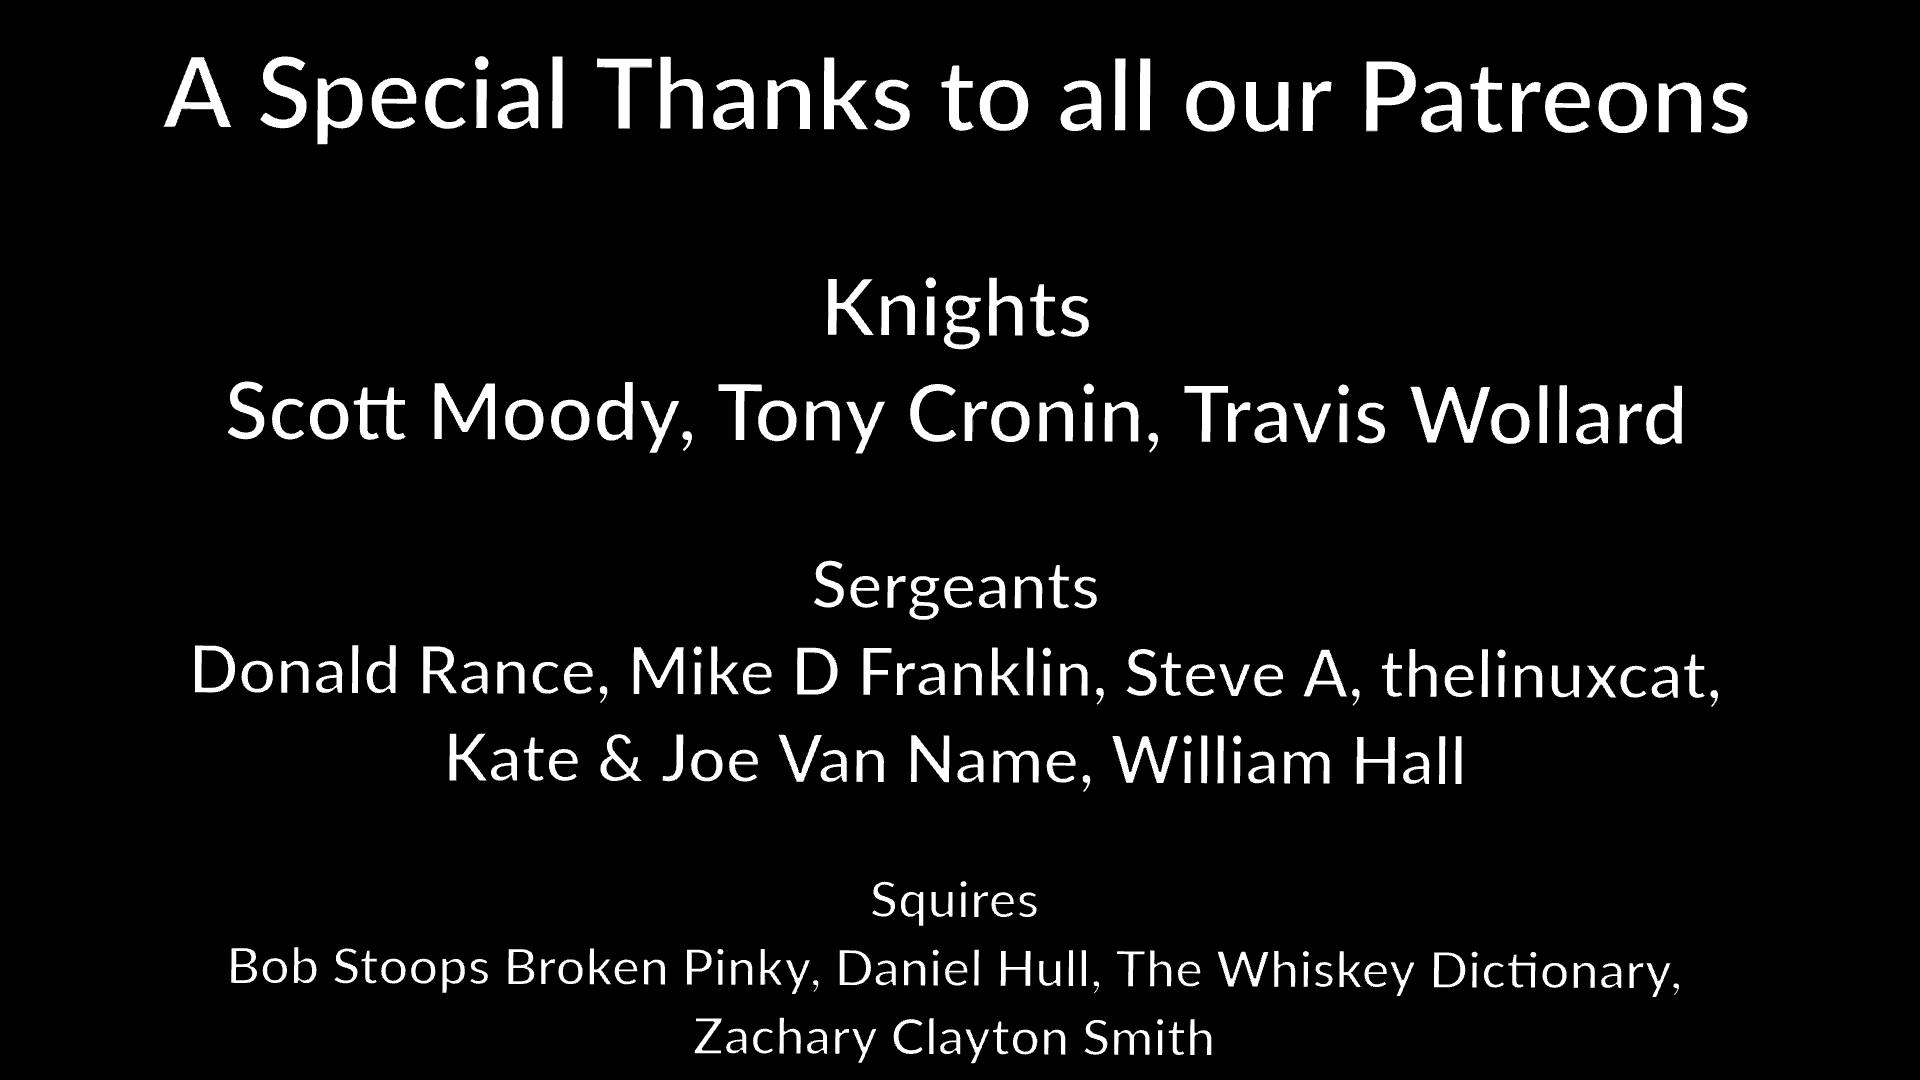 A Special Thanks to all our Patreons
Knights
Scott Moody, Tony Cronin, Travis Wollard
Sergeants
Donald Rance, Mike D Franklin, Steve A, thelinuxcat,
Kate & Joe Van Name, William Hall
Squires
Bob Stoops Broken Pinky, Daniel Hull, The Whiskey Dictionary,
Zachary Clayton Smith